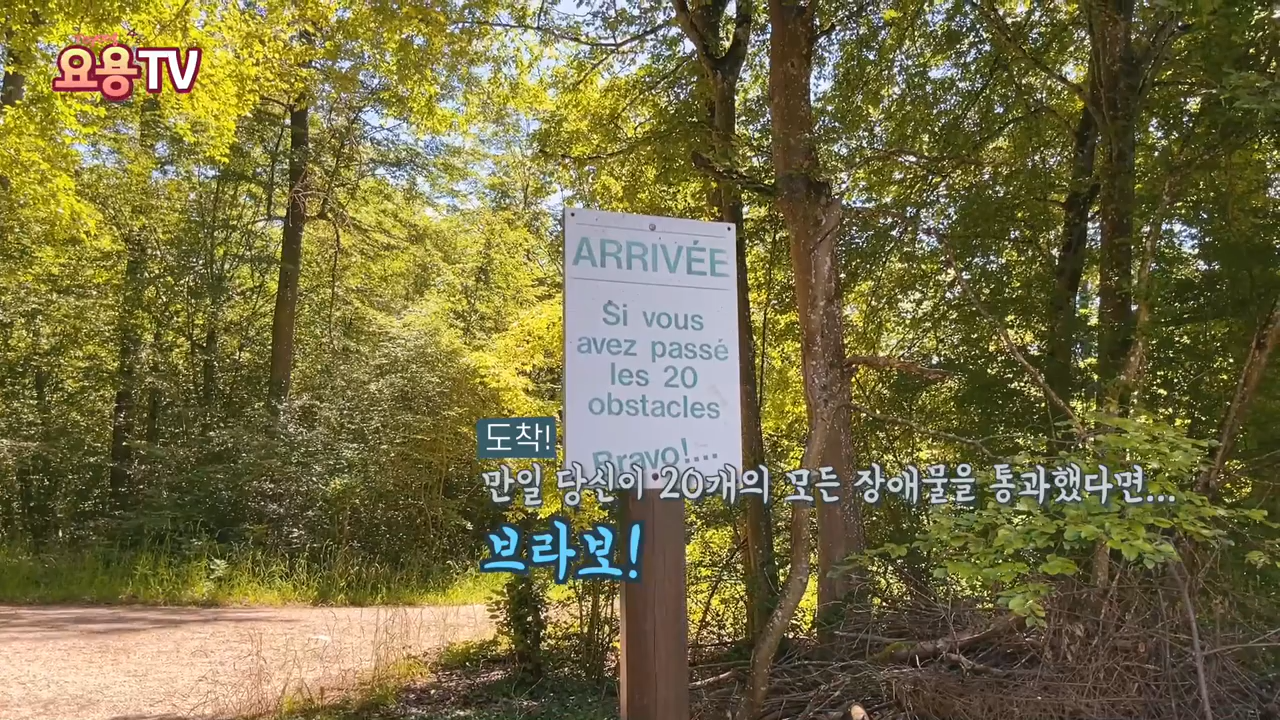 요용TV
ARRIVÉE
Si vous
avez passé
les 20
obstacles
Bravo!....
도착!
만일 당신이 20개의 모든 장애물을 통과했다면...
브라보!